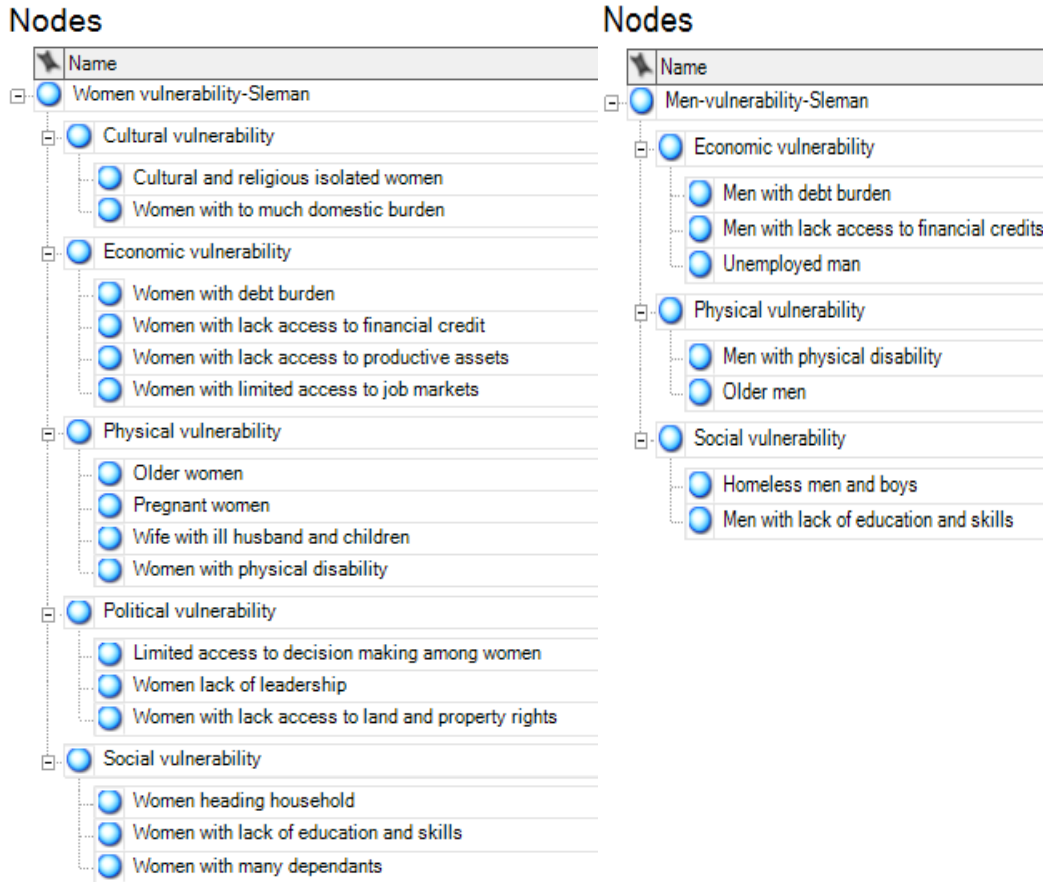 Nodes
Name
Women vulnerability-Sleman
Cultural vulnerability
Cultural and religious isolated women
Women with to much domestic burden
Economic vulnerability
Women with debt burden
Women with lack access to financial credit
Women with lack access to productive assets
Women with limited access to job markets
Physical vulnerability
Older women
Pregnant women
Wife with ill husband and children
Women with physical disability
Political vulnerability
Limited access to decision making among women
Women lack of leadership
Women with lack access to land and property rights
Social vulnerability
Women heading household
Women with lack of education and skills
Women with many dependants
Nodes
Name
Men-vulnerability-Sleman
Economic vulnerability
Men with debt burden
Men with lack access to financial credits
Unemployed man
Physical vulnerability
Men with physical disability
Older men
Social vulnerability
Homeless men and boys
Men with lack of education and skills